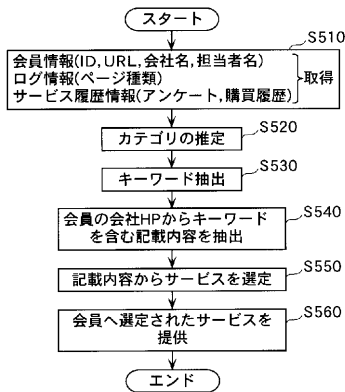 スタート
S510
会員情報(ID,URL,会社名,担当者名)
ログ情報(ページ種類)
サービス履歴情報(アンケート,購買履歴)
取得
S520
カテゴリの推定
S530
キーワード抽出
S540
会員の会社HPからキーワード
を含む記載内容を抽出
S550
記載内容からサービスを選定
S560
会員へ選定されたサービスを
提供
エンド